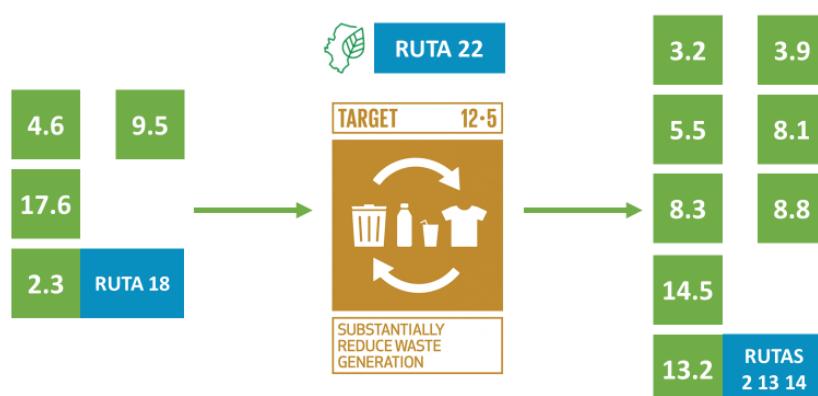 RUTA 22
4.6
9.5
17.6
2.3
RUTA 18
TARGET 12·5
SUBSTANTIALLY
REDUCE WASTE
GENERATION
3.2
3.9
5.5
8.1
8.3
8.8
14.5
13.2
RUTAS
2 13 14